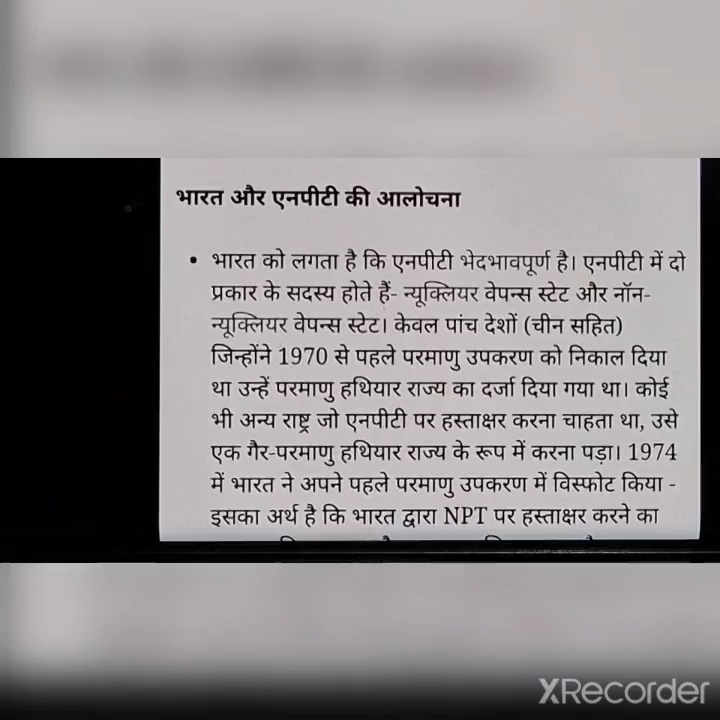 भारत और एनपीटी की आलोचना
• भारत को लगता है कि एनपीटी भेदभावपूर्ण है। एनपीटी में दो
प्रकार के सदस्य होते हैं- न्यूक्लियर वेपन्स स्टेट और नॉन-
न्यूक्लियर वेपन्स स्टेट। केवल पांच देशों (चीन सहित)
जिन्होंने 1970 से पहले परमाणु उपकरण को निकाल दिया
था उन्हें परमाणु हथियार राज्य का दर्जा दिया गया था। कोई
भी अन्य राष्ट्र जो एनपीटी पर हस्ताक्षर करना चाहता था, उसे
एक गैर-परमाणु हथियार राज्य के रूप में करना पड़ा। 1974
में भारत ने अपने पहले परमाणु उपकरण में विस्फोट किया -
इसका अर्थ है कि भारत द्वारा NPT पर हस्ताक्षर करने का
XRecorder